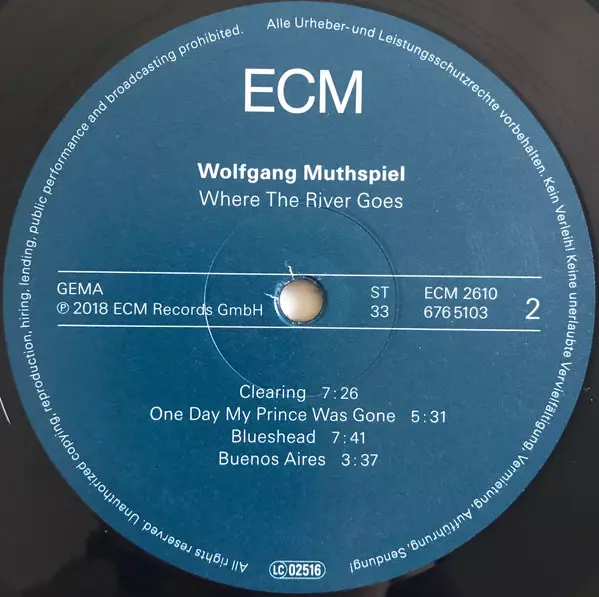 Alle Urheber- und Leistungsschutzrechte vorbehalten. Kein Verleih! Keine unerlaubte Vervielfältigung, Vermietung, Aufführung, Sendung!
ECM
Wolfgang Muthspiel
Where The River Goes
GEMA
℗ 2018 ECM Records GmbH
ST
33
ECM 2610
676 5103
2
Clearing 7:26
One Day My Prince Was Gone 5:31
Blueshead 7:41
Buenos Aires 3:37
LC 02516
All rights reserved. Unauthorized copying, reproduction, hiring, lending, public performance and broadcasting prohibited.